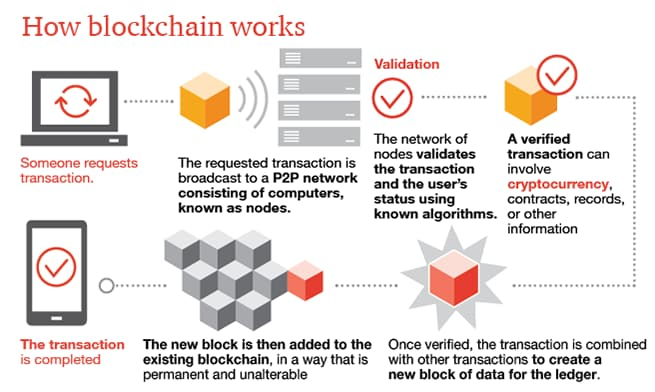 How blockchain works
Validation
Someone requests
transaction.
The requested transaction is
broadcast to a P2P network
consisting of computers,
known as nodes.
The network of
nodes validates
the transaction
and the user's
status using
known algorithms.
A verified
transaction can
involve
cryptocurrency,
contracts, records,
or other
information
The transaction
is completed
The new block is then added to the
existing blockchain, in a way that is
permanent and unalterable
Once verified, the transaction is combined
with other transactions to create a
new block of data for the ledger.